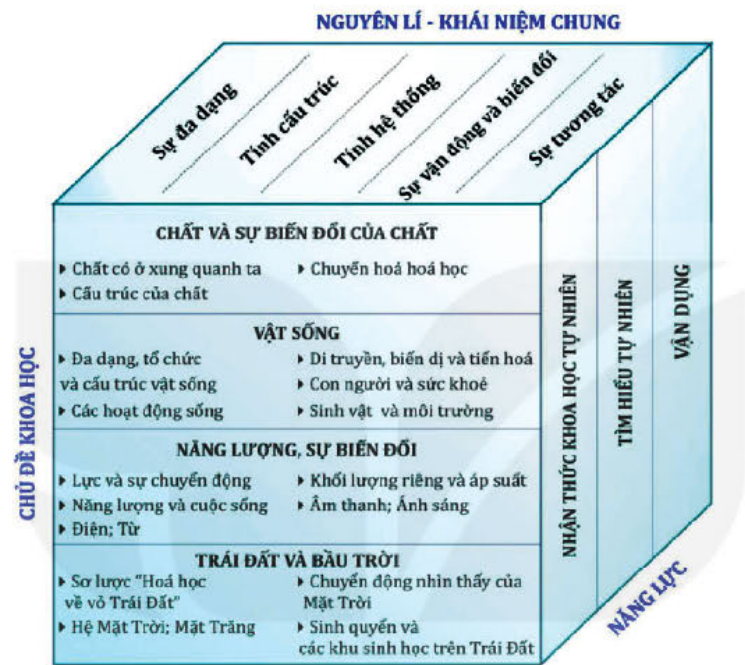 NGUYÊN LÍ - KHÁI NIỆM CHUNG
Sự đa dạng
Tính cấu trúc
Tính hệ thống
Sự vận động và biến đổi
Sự tương tác
CHỦ ĐỀ KHOA HỌC
CHẤT VÀ SỰ BIẾN ĐỔI CỦA CHẤT
▸ Chất có ở xung quanh ta
▸ Cấu trúc của chất
▸ Chuyển hoá hoá học
VẬT SỐNG
▸ Đa dạng, tổ chức
và cấu trúc vật sống
▸ Các hoạt động sống
▸ Di truyền, biến dị và tiến hoá
▸ Con người và sức khoẻ
▸ Sinh vật và môi trường
NĂNG LƯỢNG, SỰ BIẾN ĐỔI
▸ Lực và sự chuyển động
▸ Năng lượng và cuộc sống
▸ Điện; Từ
▸ Khối lượng riêng và áp suất
▸ Âm thanh; Ánh sáng
TRÁI ĐẤT VÀ BẦU TRỜI
▸ Sơ lược "Hoá học
về vỏ Trái Đất"
▸ Hệ Mặt Trời; Mặt Trăng
▸ Chuyển động nhìn thấy của
Mặt Trời
▸ Sinh quyển và
các khu sinh học trên Trái Đất
NHẬN THỨC KHOA HỌC TỰ NHIÊN
TÌM HIỂU TỰ NHIÊN
VẬN DỤNG
NĂNG LỰC